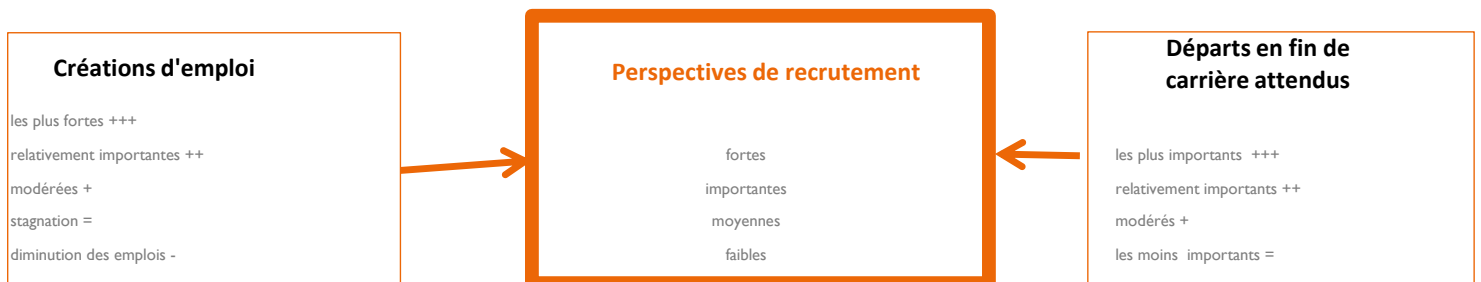 Créations d'emploi
les plus fortes +++
relativement importantes ++
modérées +
stagnation =
diminution des emplois -
Perspectives de recrutement
fortes
importantes
moyennes
faibles
Départs en fin de
carrière attendus
les plus importants +++
relativement importants ++
modérés +
les moins importants =